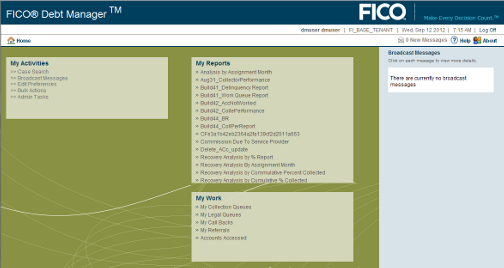 FICO® Debt Manager TM
FICO
Make Every Decision Count.™
dmuser dmuser | FI_BASE_TENANT | Wed, Sep 12 2012 | 7:15 AM | Log Off
Home
0 New Messages Help About
My Activities
>> Case Search
>> Broadcast Messages
>> Edit Preferences
>> Bulk Actions
>> Admin Tasks
My Reports
» Analysis by Assignment Month
» Aug31_CollectorPerformance
» Build41_Delinquency Report
» Build41_Work Queue Report
» Build42_AccNotWorked
» Build42_CollePerformance
» Build44_BR
» Build44_CollPerReport
» Commission Due To Service Provider
» Delete_ACc_update
» Recovery Analysis by % Report
» Recovery Analysis By Assignment Month
» Recovery Analysis by Commulative Percent Collected
» Recovery Analysis by Cumulative % Collected
My Work
» My Collection Queues
» My Legal Queues
» My Call Backs
» My Referrals
» Accounts Accessed
Broadcast Messages
Click on each message to view more details.
There are currently no broadcast
messages